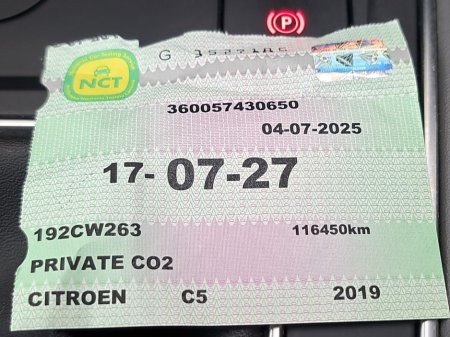 P
NCT
360057430650
04-07-2025
17-07-27
192CW263 116450km
PRIVATE CO2
CITROEN C5 2019